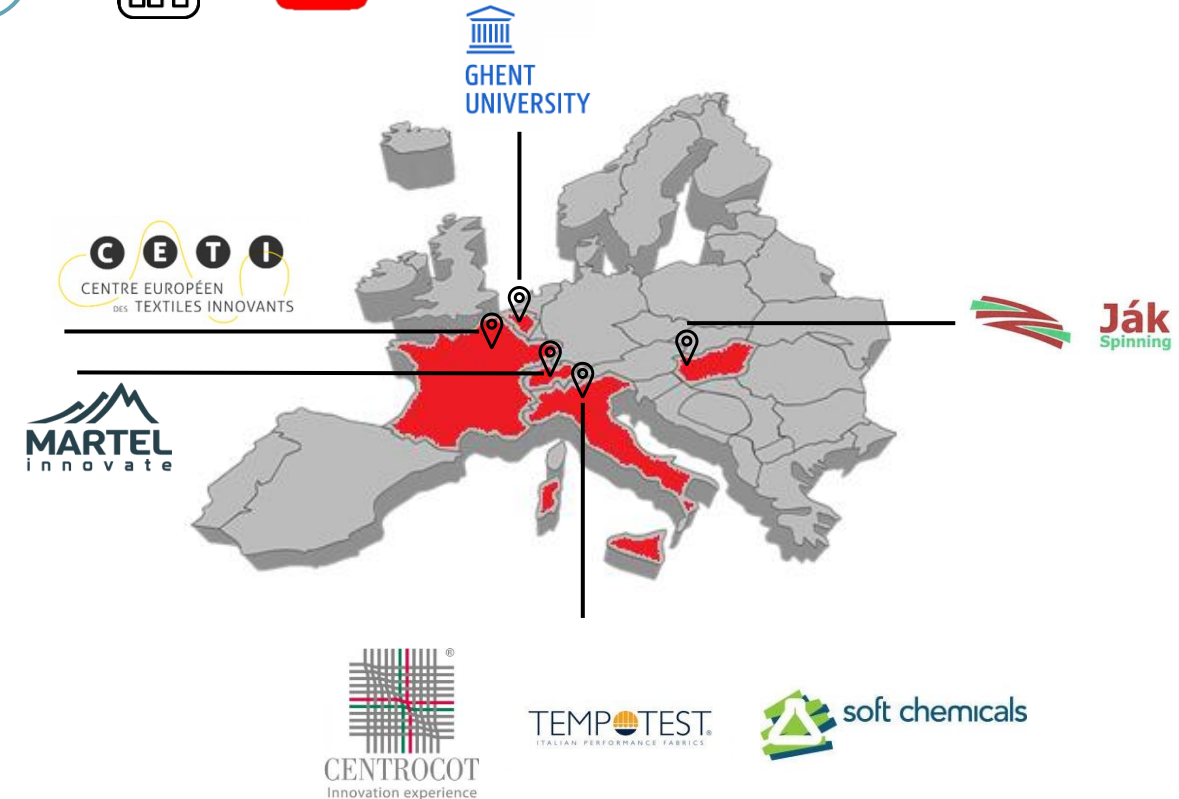 GHENT
UNIVERSITY
C E T I
CENTRE EUROPÉEN
DES TEXTILES INNOVANTS
Ják
Spinning
MARTEL
innovate
®
CENTROCOT
Innovation experience
TEMPOTEST®
ITALIAN PERFORMANCE FABRICS
soft chemicals